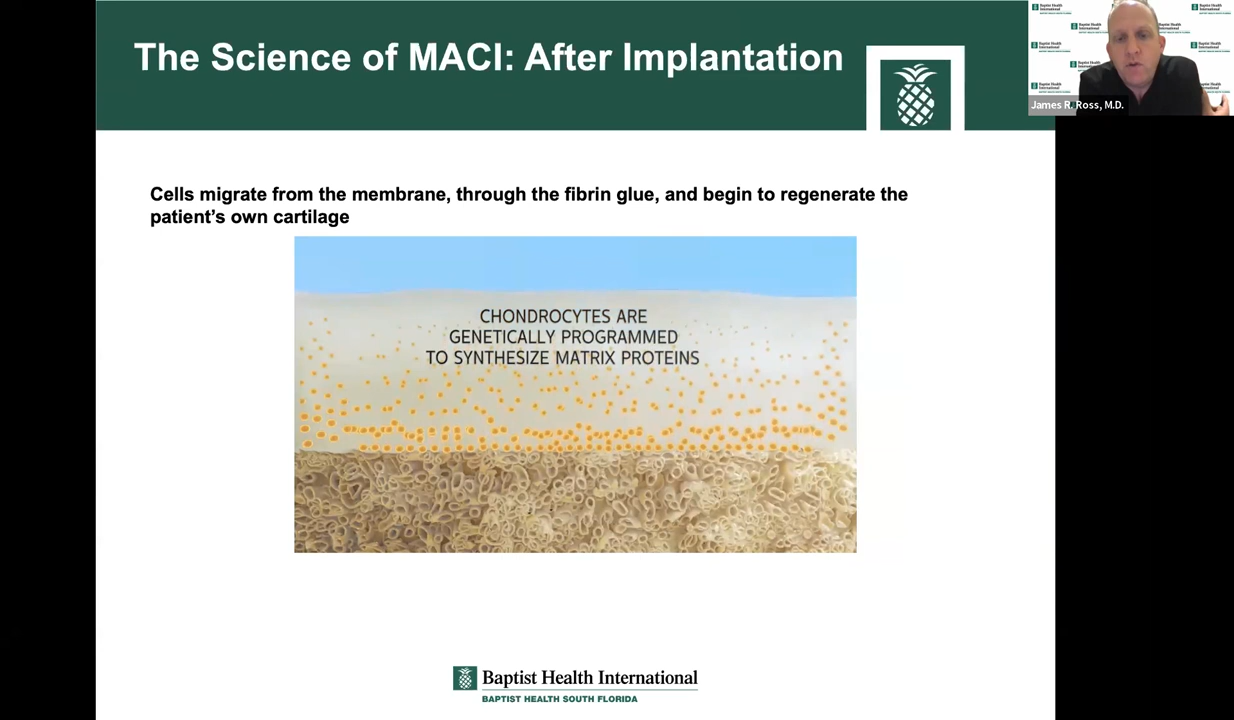 The Science of MACI: After Implantation
James R. Ross, M.D.
Cells migrate from the membrane, through the fibrin glue, and begin to regenerate the
patient’s own cartilage
CHONDROCYTES ARE
GENETICALLY PROGRAMMED
TO SYNTHESIZE MATRIX PROTEINS
Baptist Health International
BAPTIST HEALTH SOUTH FLORIDA